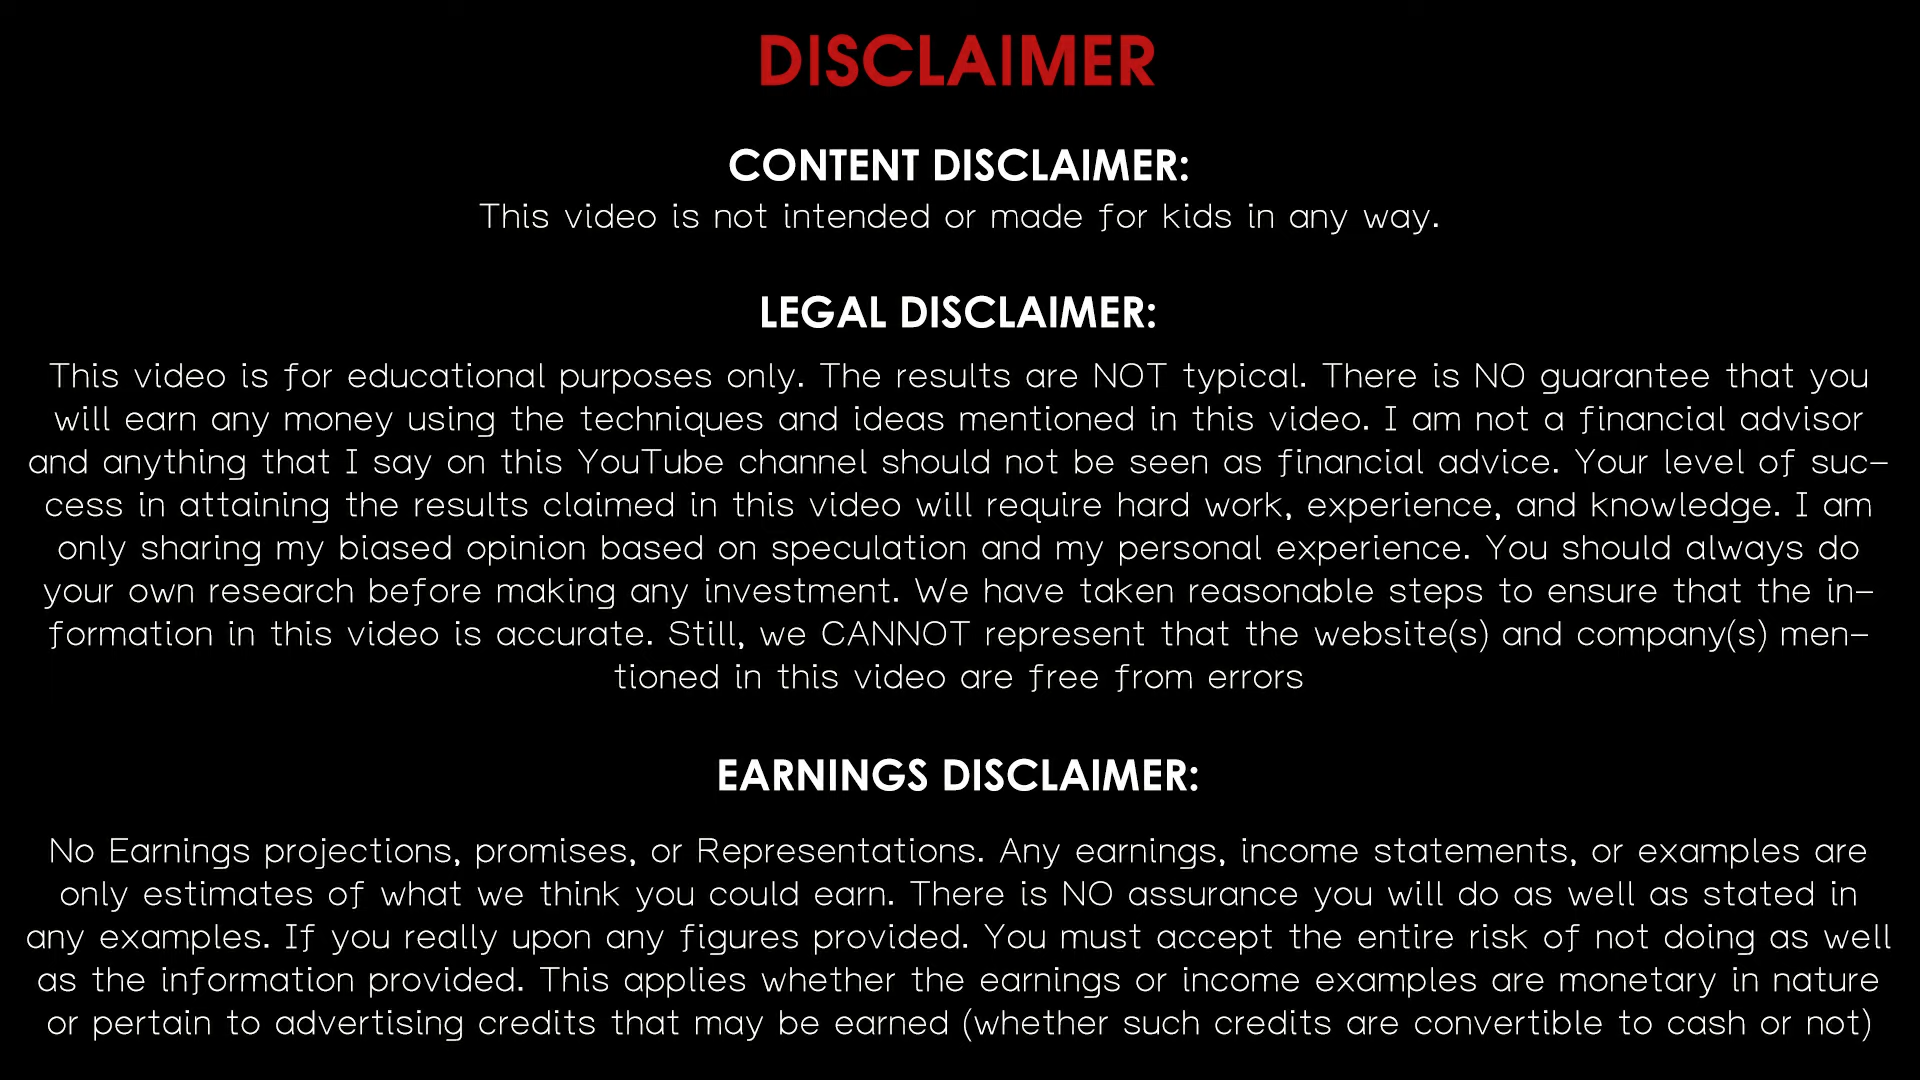 DISCLAIMER
CONTENT DISCLAIMER:
This video is not intended or made for kids in any way.
LEGAL DISCLAIMER:
This video is for educational purposes only. The results are NOT typical. There is NO guarantee that you
will earn any money using the techniques and ideas mentioned in this video. I am not a financial advisor
and anything that I say on this YouTube channel should not be seen as financial advice. Your level of suc-
cess in attaining the results claimed in this video will require hard work, experience, and knowledge. I am
only sharing my biased opinion based on speculation and my personal experience. You should always do
your own research before making any investment. We have taken reasonable steps to ensure that the in-
formation in this video is accurate. Still, we CANNOT represent that the website(s) and company(s) men-
tioned in this video are free from errors
EARNINGS DISCLAIMER:
No Earnings projections, promises, or Representations. Any earnings, income statements, or examples are
only estimates of what we think you could earn. There is NO assurance you will do as well as stated in
any examples. If you really upon any figures provided. You must accept the entire risk of not doing as well
as the information provided. This applies whether the earnings or income examples are monetary in nature
or pertain to advertising credits that may be earned (whether such credits are convertible to cash or not)